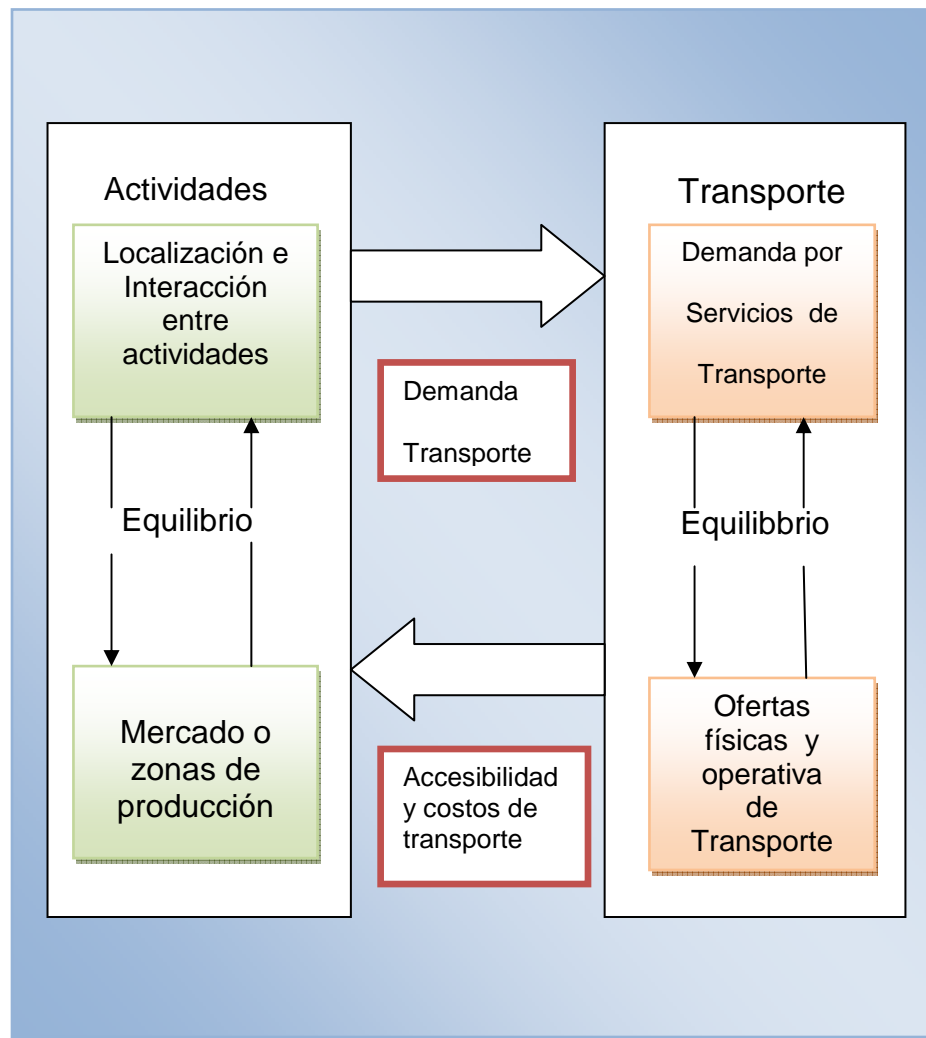 Actividades
Localización e
Interacción
entre
actividades
Equilibrio
Mercado o
zonas de
producción
Demanda
Transporte
Accesibilidad
y costos de
transporte
Transporte
Demanda por
Servicios de
Transporte
Equilibbrio
Ofertas
físicas y
operativa
de
Transporte